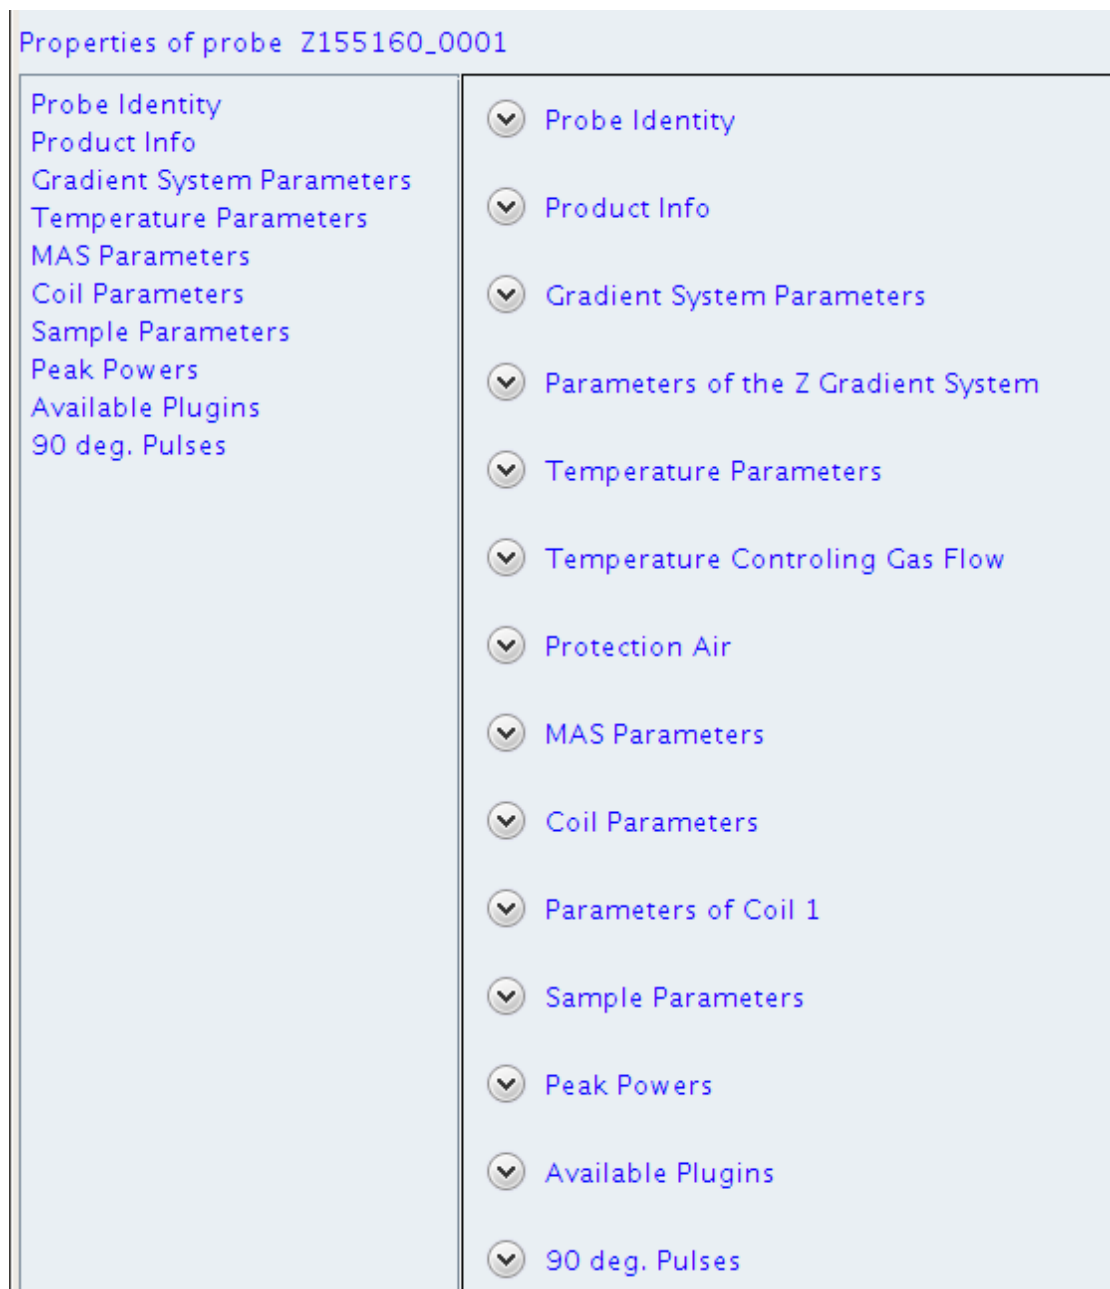 Properties of probe Z155160_0001
Probe Identity
Product Info
Gradient System Parameters
Temperature Parameters
MAS Parameters
Coil Parameters
Sample Parameters
Peak Powers
Available Plugins
90 deg. Pulses
Probe Identity
Product Info
Gradient System Parameters
Parameters of the Z Gradient System
Temperature Parameters
Temperature Controling Gas Flow
Protection Air
MAS Parameters
Coil Parameters
Parameters of Coil 1
Sample Parameters
Peak Powers
Available Plugins
90 deg. Pulses